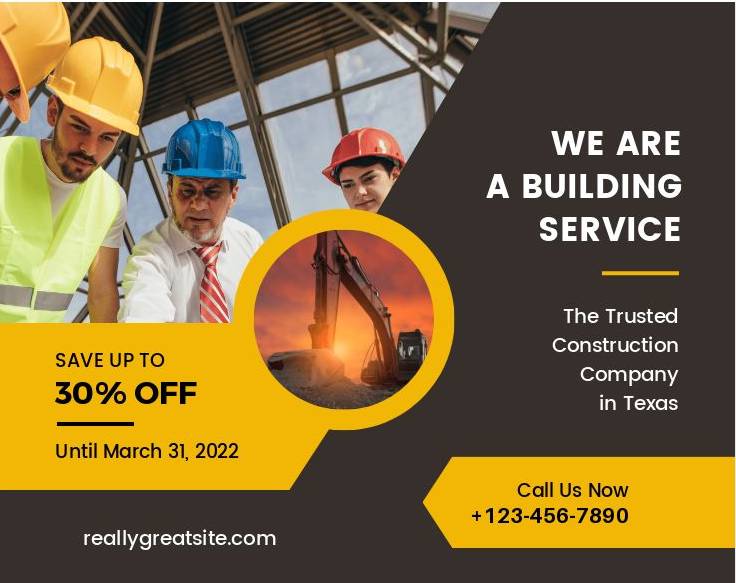 WE ARE
A BUILDING
SERVICE
The Trusted
Construction
Company
in Texas
SAVE UP TO
30% OFF
Until March 31, 2022
Call Us Now
+123-456-7890
reallygreatsite.com